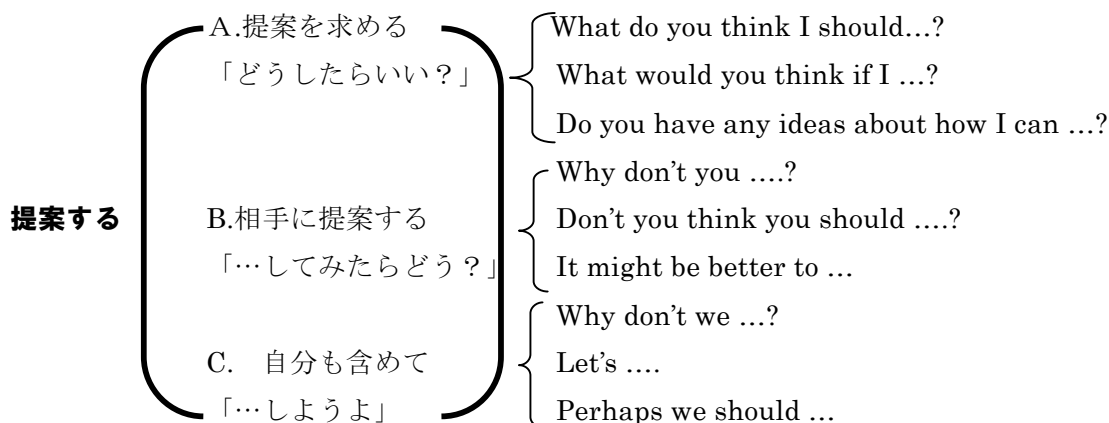 提案する
A.提案を求める
「どうしたらいい？」
What do you think I should…?
What would you think if I …?
Do you have any ideas about how I can …?
B.相手に提案する
「…してみたらどう？」
Why don’t you ….?
Don’t you think you should ….?
It might be better to …
C.　自分も含めて
「…しようよ」
Why don’t we …?
Let’s ….
Perhaps we should …